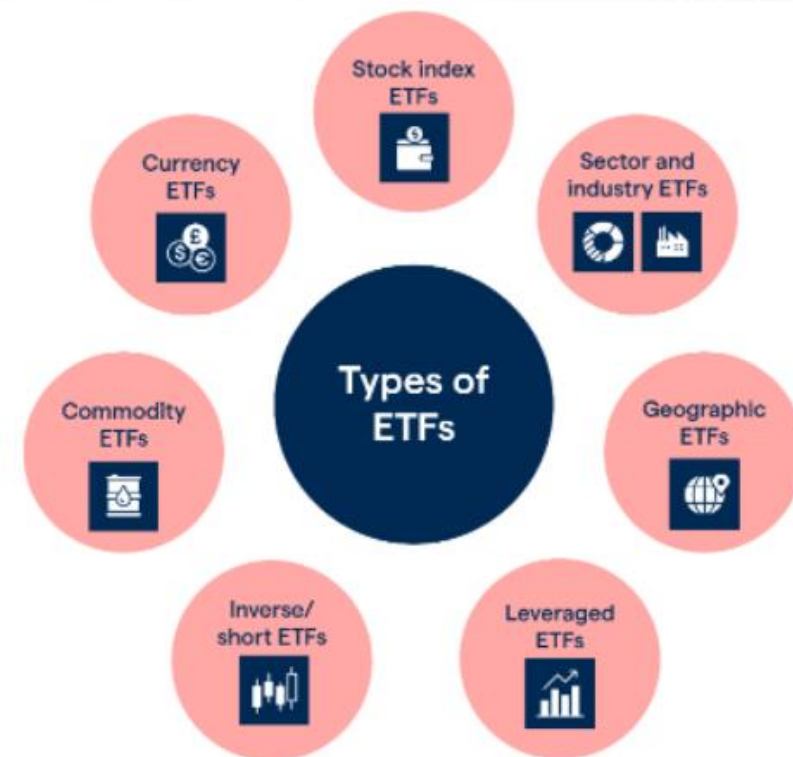 Stock index
ETFs
Sector and
industry ETFs
Geographic
ETFs
Leveraged
ETFs
Inverse/
short ETFs
Commodity
ETFs
Currency
ETFs
Types of
ETFs
$
£
$
€